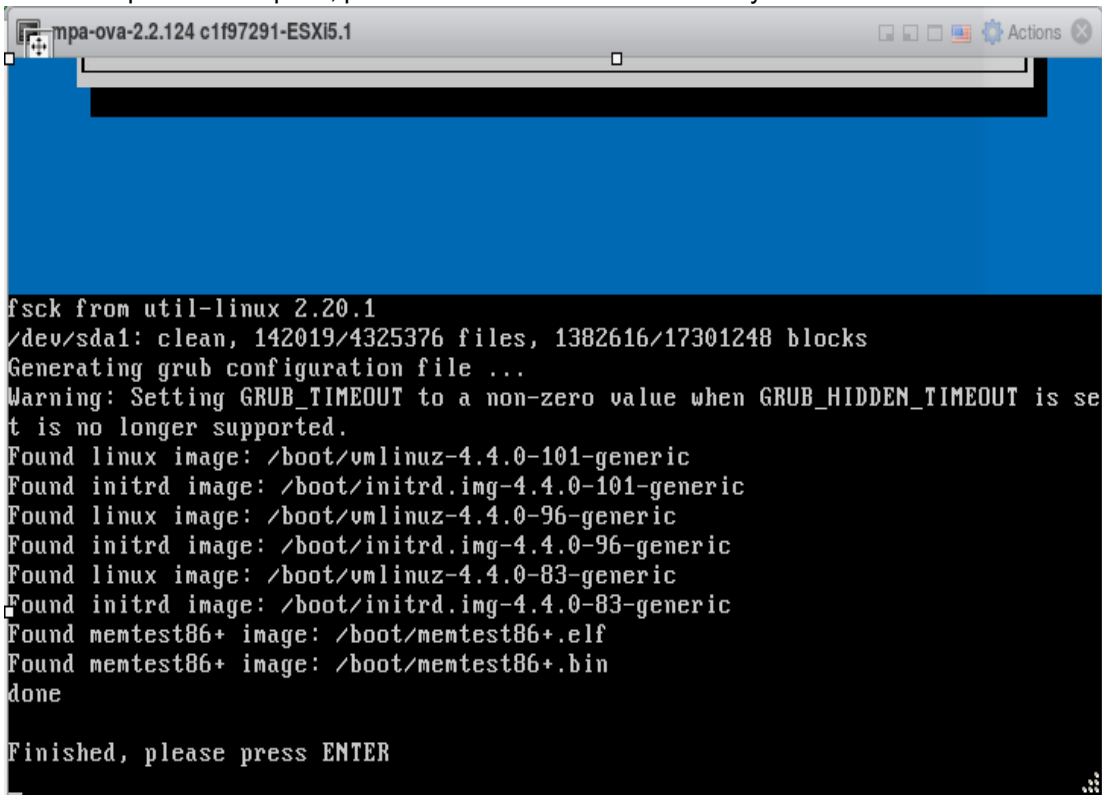 mpa-ova-2.2.124 c1f97291-ESXi5.1
Actions
fsck from util-linux 2.20.1
/dev/sda1: clean, 142019/4325376 files, 1382616/17301248 blocks
Generating grub configuration file ...
Warning: Setting GRUB_TIMEOUT to a non-zero value when GRUB_HIDDEN_TIMEOUT is se
t is no longer supported.
Found linux image: /boot/vmlinuz-4.4.0-101-generic
Found initrd image: /boot/initrd.img-4.4.0-101-generic
Found linux image: /boot/vmlinuz-4.4.0-96-generic
Found initrd image: /boot/initrd.img-4.4.0-96-generic
Found linux image: /boot/vmlinuz-4.4.0-83-generic
Found initrd image: /boot/initrd.img-4.4.0-83-generic
Found memtest86+ image: /boot/memtest86+.elf
Found memtest86+ image: /boot/memtest86+.bin
done
Finished, please press ENTER